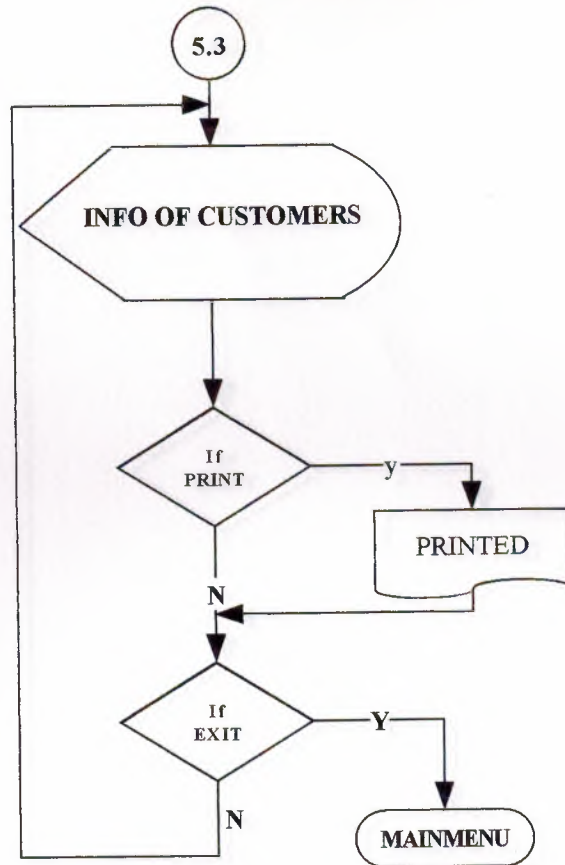 5.3
INFO OF CUSTOMERS
If
PRINT
y
PRINTED
N
If
EXIT
Y
N
MAINMENU